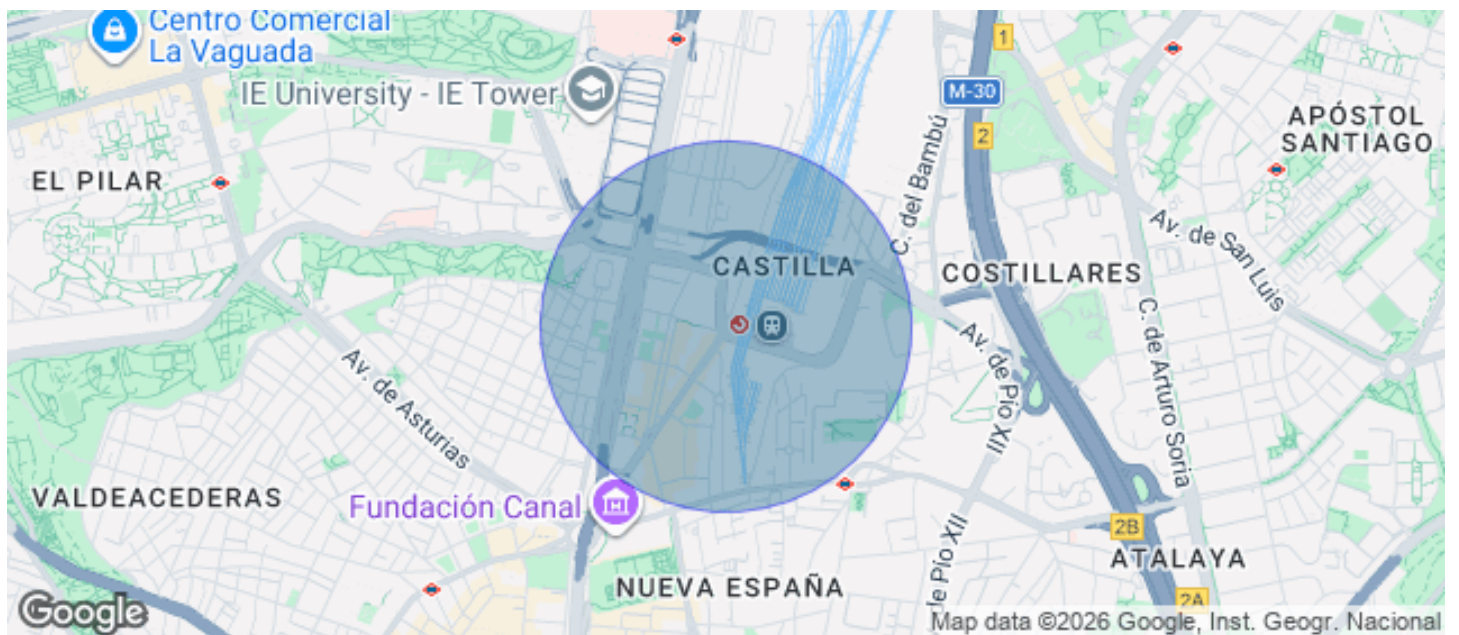 Centro Comercial
La Vaguada
IE University - IE Tower
1
M-30
2
APÓSTOL
SANTIAGO
EL PILAR
C. del Bambú
Av. de San Luis
CASTILLA
COSTILLARES
C. de Arturo Soria
Av. de Pío XII
Av. de Asturias
VALDEACEDERAS
Fundación Canal
2B
de Pío XII
ATALAYA
NUEVA ESPAÑA
2A
Google
Map data ©2026 Google, Inst. Geogr. Nacional